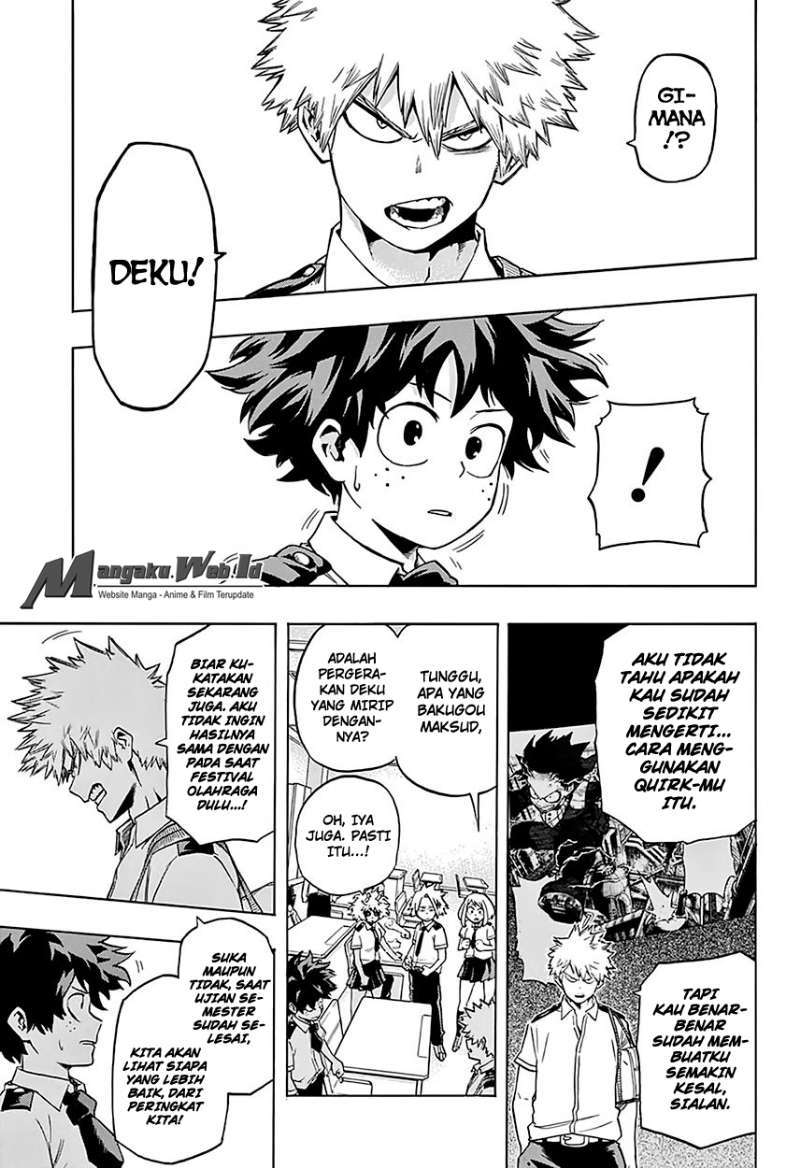 GI-
MANA
!?
DEKU!
!
Mangaku.Web.Id
Website Manga - Anime & Film Terupdate
AKU TIDAK
TAHU APAKAH
KAU SUDAH
SEDIKIT
MENGERTI...
CARA MENG-
GUNAKAN
QUIRK-MU
ITU.
TAPI
KAU BENAR-
BENAR
SUDAH MEM-
BUATKU
SEMAKIN
KESAL,
SIALAN.
TUNGGU,
APA YANG
BAKUGOU
MAKSUD,
ADALAH
PERGERA-
KAN DEKU
YANG MIRIP
DENGAN-
NYA?
OH, IYA
JUGA. PASTI
ITU...!
BIAR KU-
KATAKAN
SEKARANG
JUGA. AKU
TIDAK INGIN
HASILNYA
SAMA DENGAN
PADA SAAT
FESTIVAL
OLAHRAGA
DULU...!
SUKA
MAUPUN
TIDAK, SAAT
UJIAN SE-
MESTER
SUDAH SE-
LESAI,
KITA AKAN
LIHAT SIAPA
YANG LEBIH
BAIK, DARI
PERINGKAT
KITA!